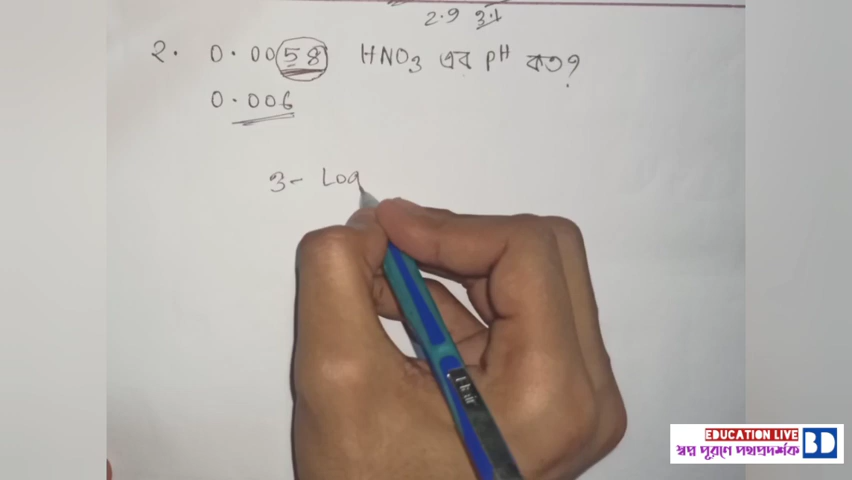 2.9 3.1
২. 0.0058 HNO3 এর pH কত?
0.006
3- Log
EDUCATION LIVE BD
স্বপ্ন পূরণে পথপ্রদর্শক